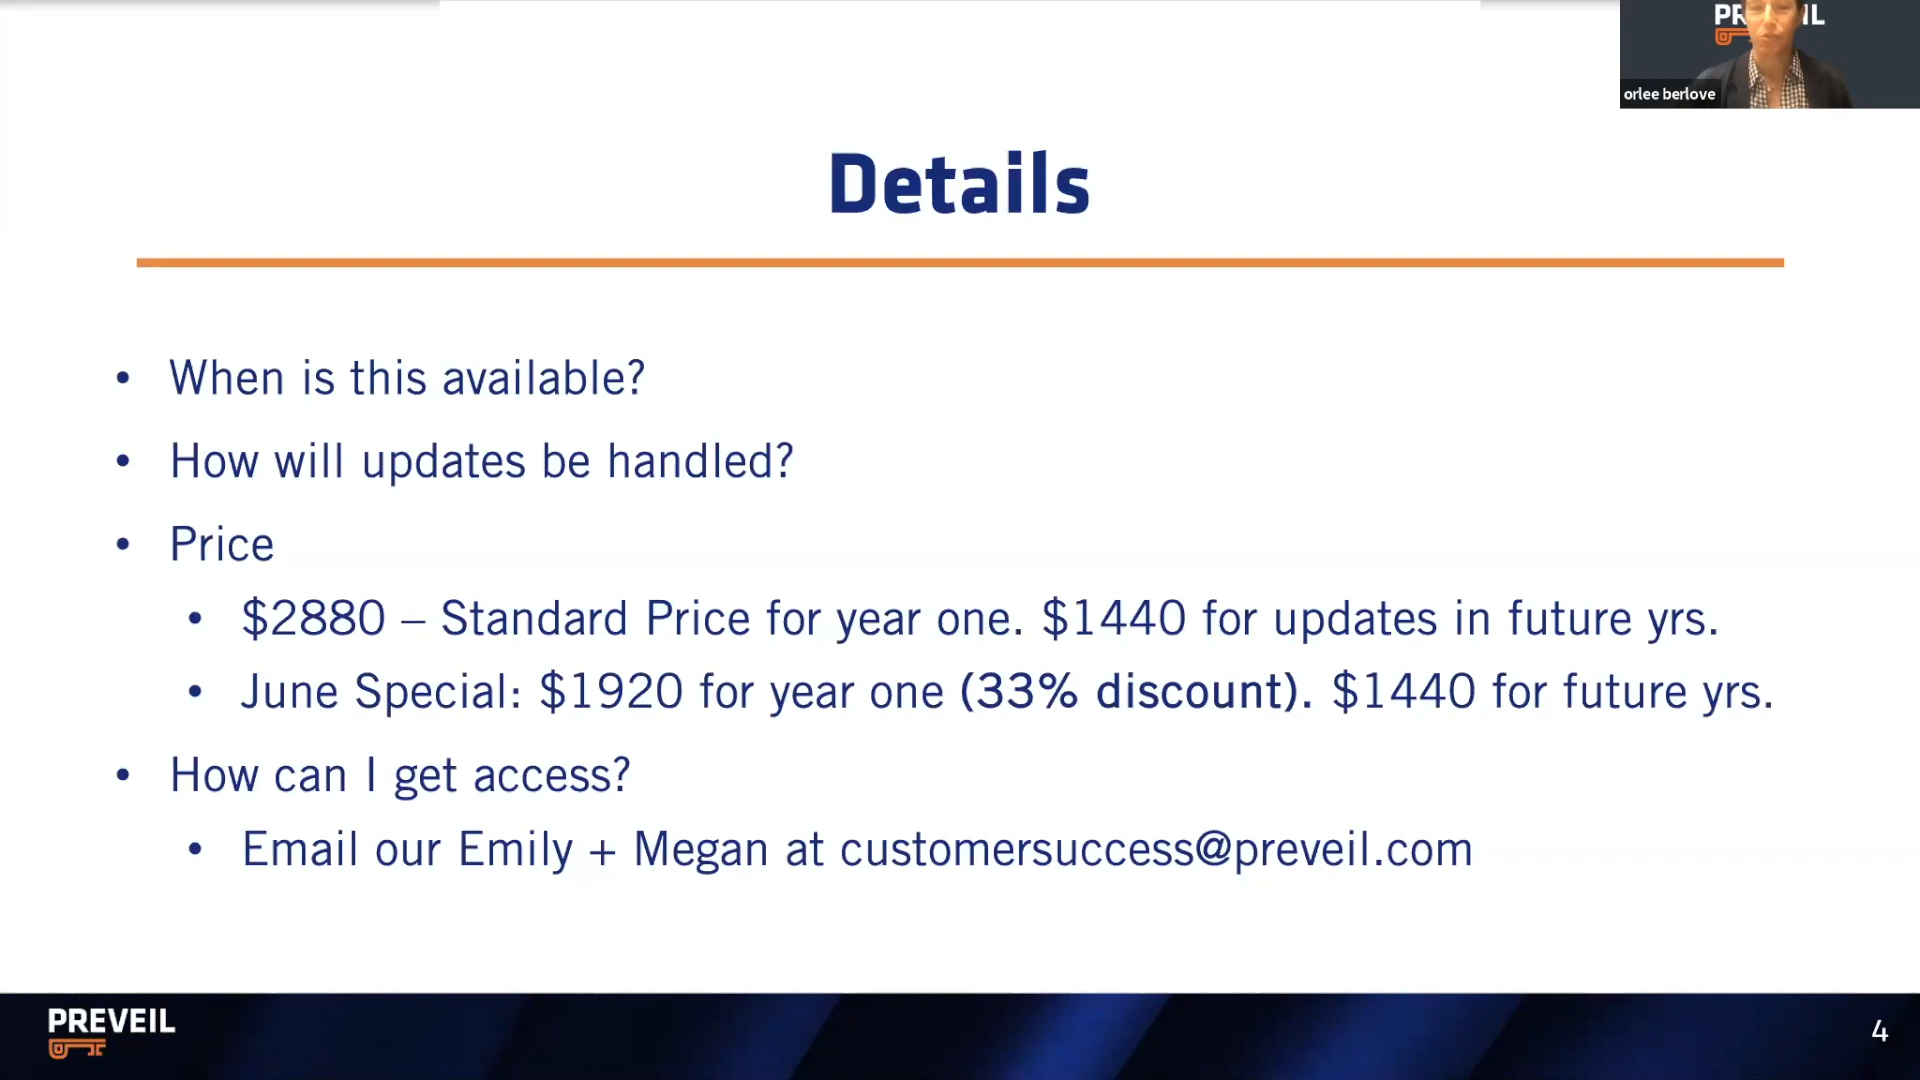 PREVEIL
orlee berlove
Details
• When is this available?
• How will updates be handled?
• Price
• $2880 – Standard Price for year one. $1440 for updates in future yrs.
• June Special: $1920 for year one (33% discount). $1440 for future yrs.
• How can I get access?
• Email our Emily + Megan at customersuccess@preveil.com
PREVEIL
4